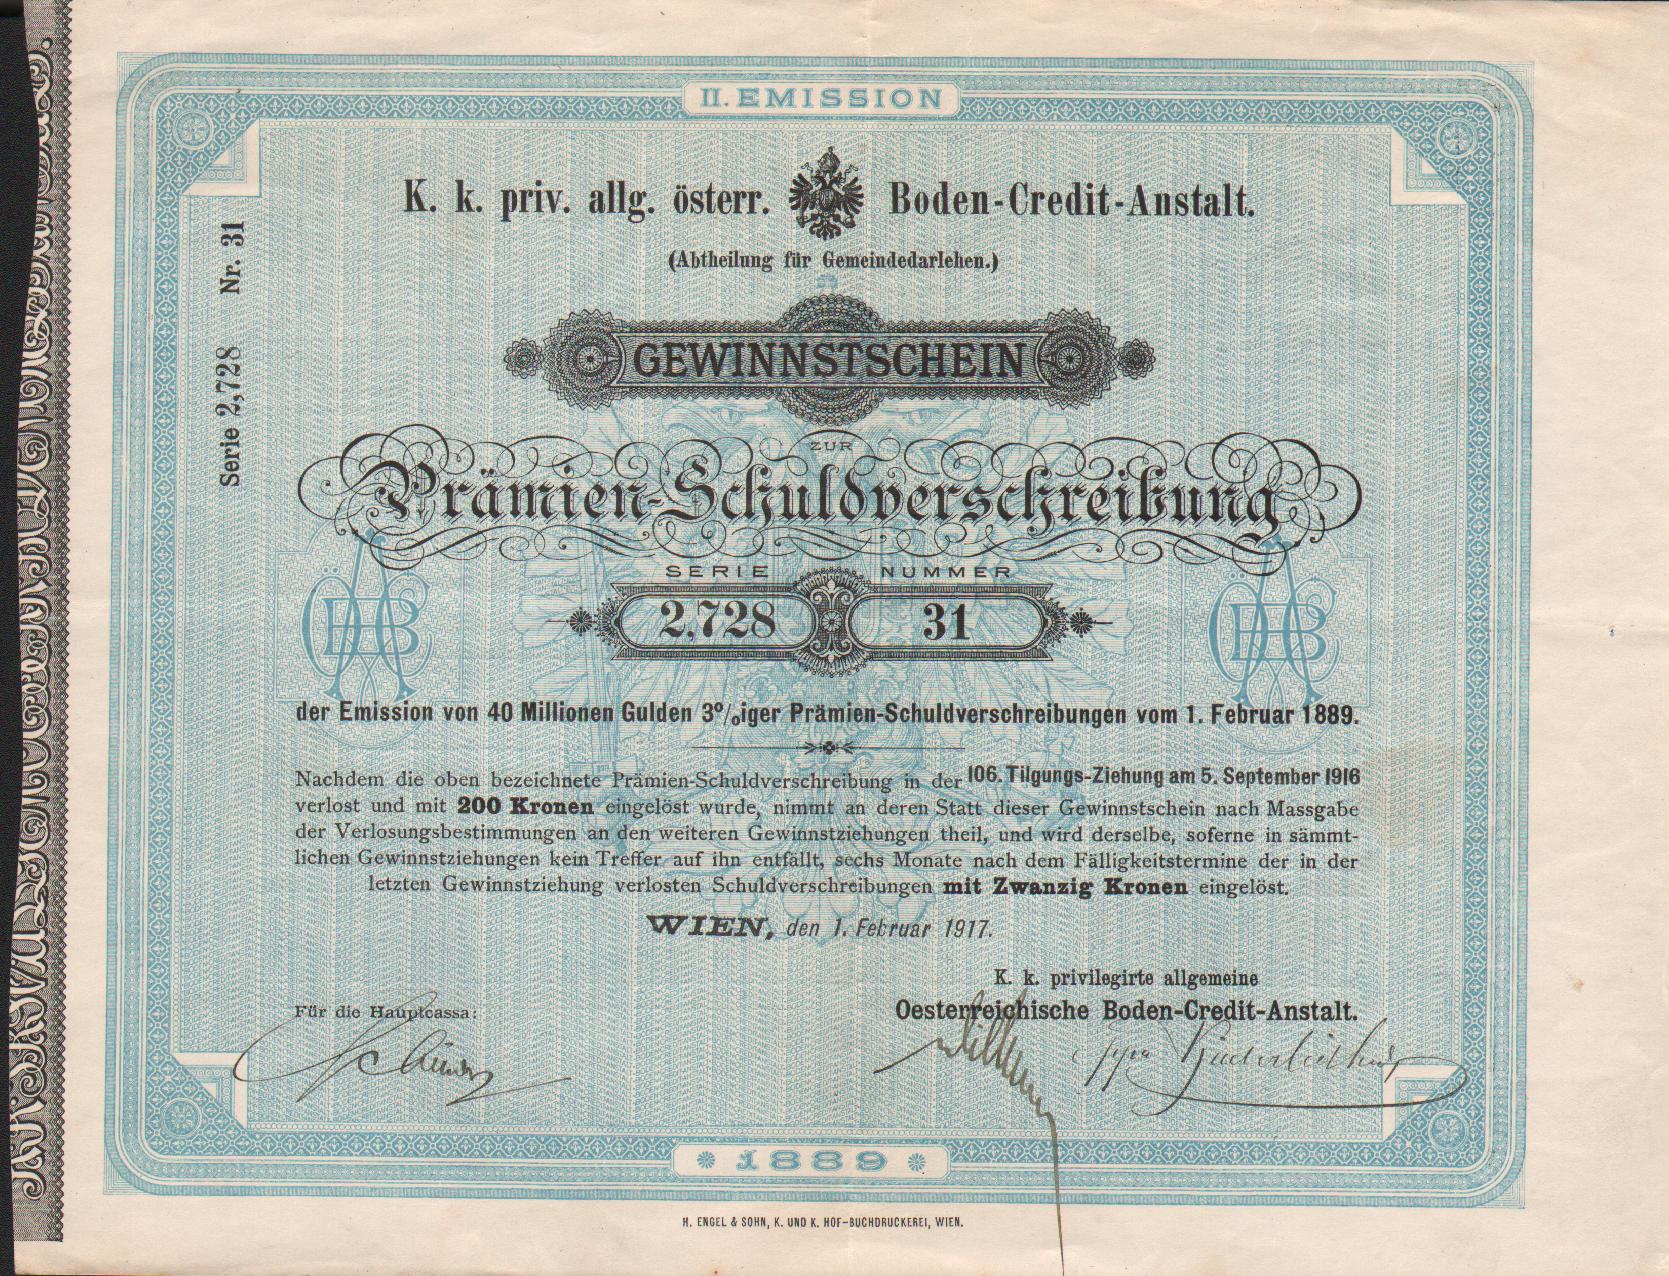 II. EMISSION
K. k. priv. allg. österr. Boden-Credit-Anstalt.
(Abtheilung für Gemeindedarlehen.)
Serie 2,728 Nr. 31
GEWINNSTSCHEIN
ZUR
Prämien-Schuldverschreibung
SERIE NUMMER
2,728 31
der Emission von 40 Millionen Gulden 3%iger Prämien-Schuldverschreibungen vom 1. Februar 1889.
Nachdem die oben bezeichnete Prämien-Schuldverschreibung in der 106. Tilgungs-Ziehung am 5. September 1916
verlost und mit 200 Kronen eingelöst wurde, nimmt an deren Statt dieser Gewinnstschein nach Massgabe
der Verlosungsbestimmungen an den weiteren Gewinnstziehungen theil, und wird derselbe, soferne in sämmt-
lichen Gewinnstziehungen kein Treffer auf ihn entfällt, sechs Monate nach dem Fälligkeitstermine der in der
letzten Gewinnstziehung verlosten Schuldverschreibungen mit Zwanzig Kronen eingelöst.
WIEN, den 1. Februar 1917.
K. k. privilegirte allgemeine
Für die Hauptcassa: Oesterreichische Boden-Credit-Anstalt.
1889
H. ENGEL & SOHN, K. UND K. HOF-BUCHDRUCKEREI, WIEN.